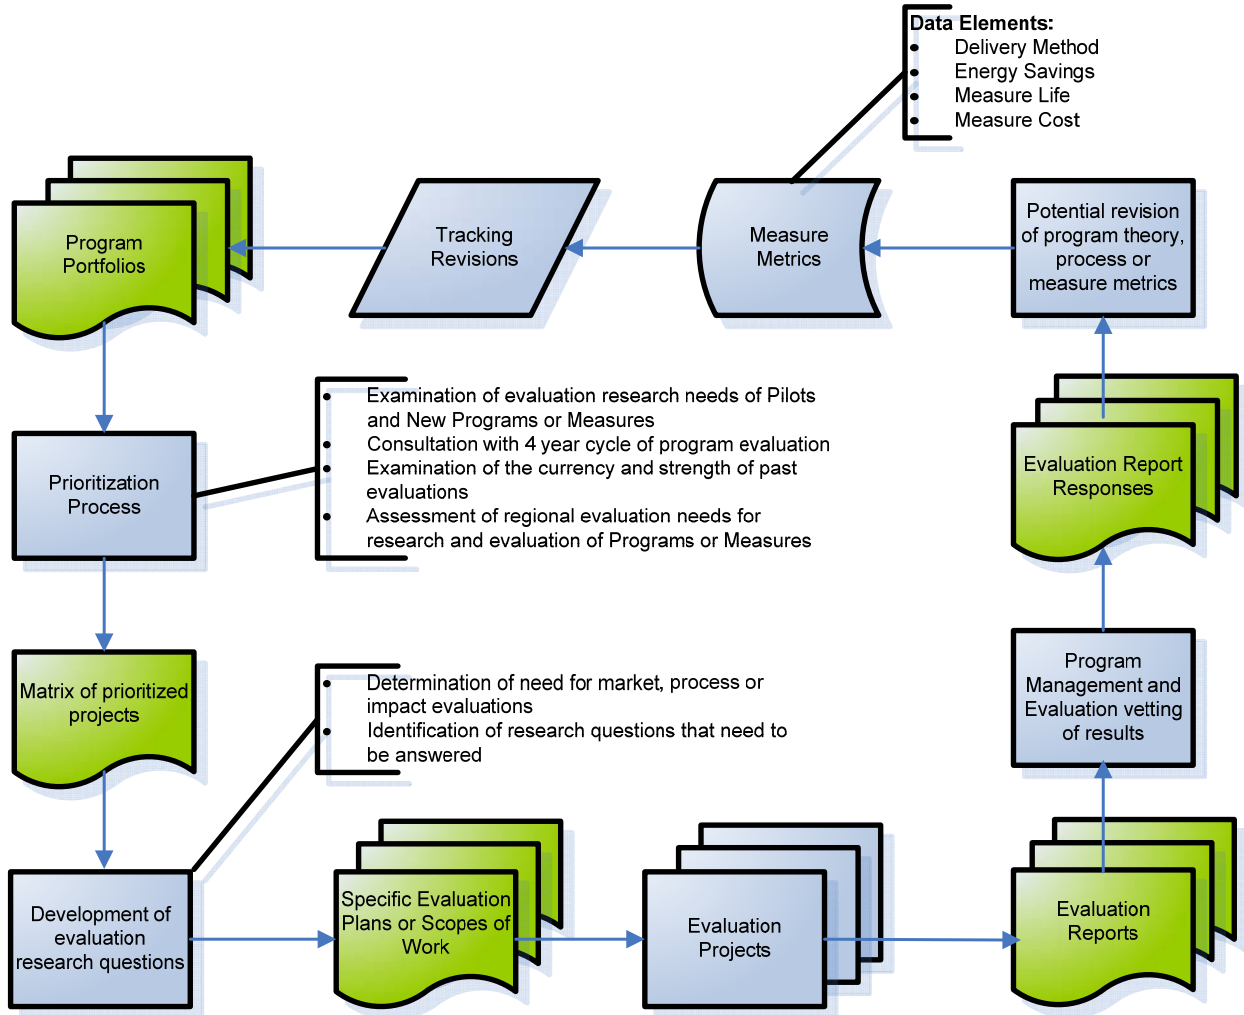 Data Elements:
• Delivery Method
• Energy Savings
• Measure Life
• Measure Cost
Program
Portfolios
Tracking
Revisions
Measure
Metrics
Potential revision
of program theory,
process or
measure metrics
Prioritization
Process
• Examination of evaluation research needs of Pilots
and New Programs or Measures
• Consultation with 4 year cycle of program evaluation
• Examination of the currency and strength of past
evaluations
• Assessment of regional evaluation needs for
research and evaluation of Programs or Measures
Evaluation Report
Responses
Matrix of prioritized
projects
• Determination of need for market, process or
impact evaluations
• Identification of research questions that need to
be answered
Program
Management and
Evaluation vetting
of results
Development of
evaluation
research questions
Specific Evaluation
Plans or Scopes of
Work
Evaluation
Projects
Evaluation
Reports